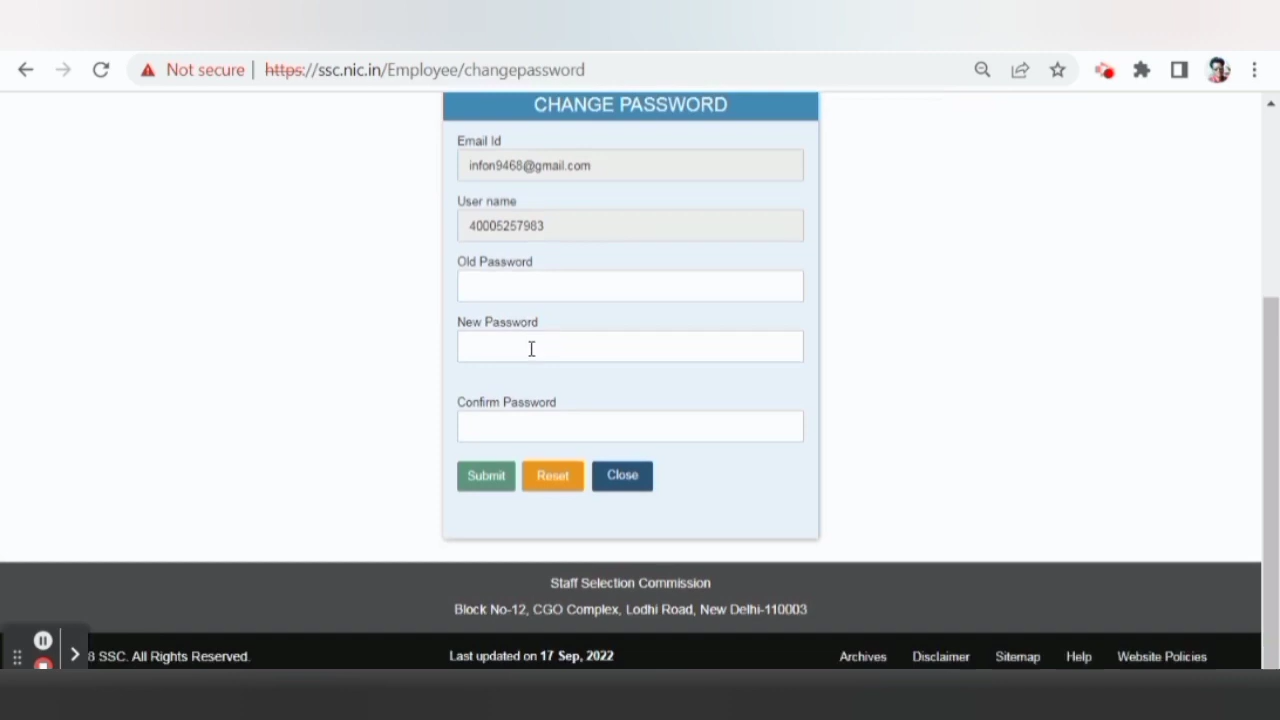 Not secure | https://ssc.nic.in/Employee/changepassword
CHANGE PASSWORD
Email Id
infon9468@gmail.com
User name
40005257983
Old Password
New Password
Confirm Password
Submit Reset Close
Staff Selection Commission
Block No-12, CGO Complex, Lodhi Road, New Delhi-110003
8 SSC. All Rights Reserved. Last updated on 17 Sep, 2022 Archives Disclaimer Sitemap Help Website Policies